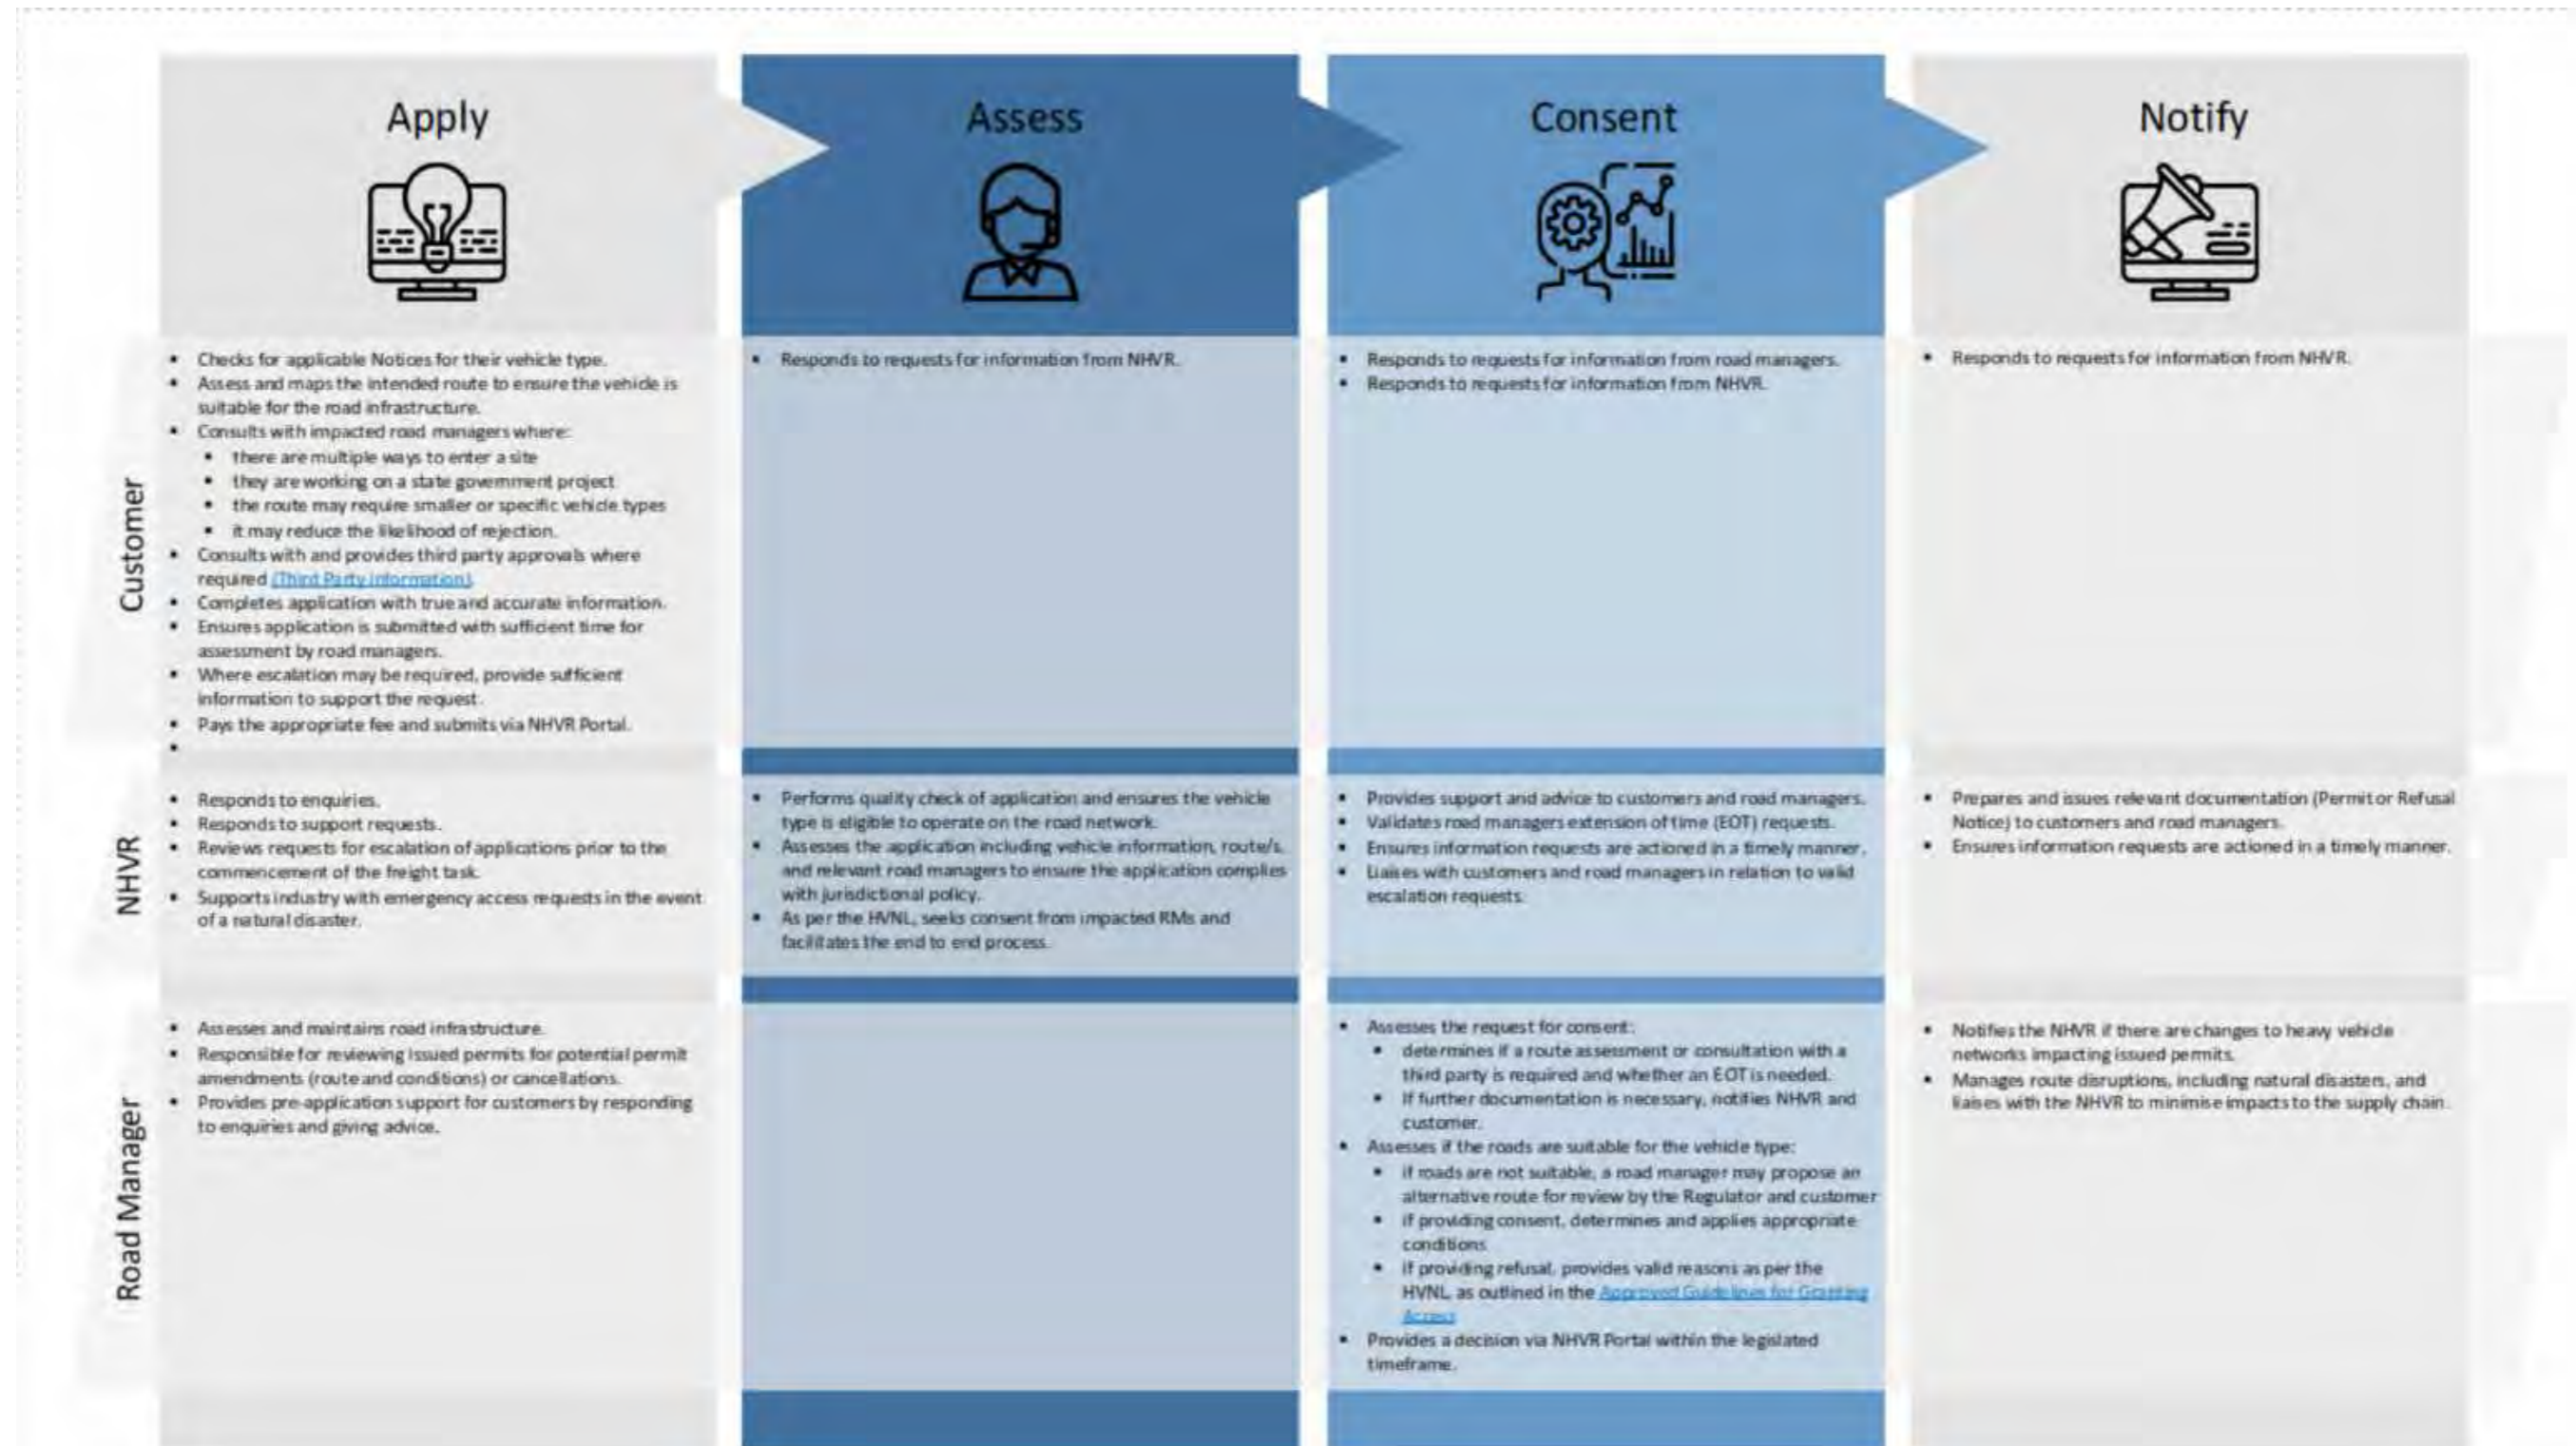 Apply
Assess
Consent
Notify
Customer
Checks for applicable Notices for their vehicle type.
Assess and maps the intended route to ensure the vehicle is
suitable for the road infrastructure.
Consults with impacted road managers where:
there are multiple ways to enter a site
they are working on a state government project
the route may require smaller or specific vehicle types
it may reduce the likelihood of rejection.
Consults with and provides third party approvals where
required (Third Party Information)
Completes application with true and accurate information.
Ensures application is submitted with sufficient time for
assessment by road managers.
Where escalation may be required, provide sufficient
information to support the request.
Pays the appropriate fee and submits via NHVR Portal.
Responds to requests for information from NHVR.
Responds to requests for information from road managers.
Responds to requests for information from NHVR.
Responds to requests for information from NHVR.
NHVR
Responds to enquiries.
Responds to support requests.
Reviews requests for escalation of applications prior to the
commencement of the freight task.
Supports industry with emergency access requests in the event
of a natural disaster.
Performs quality check of application and ensures the vehicle
type is eligible to operate on the road network.
Assesses the application including vehicle information, route/s,
and relevant road managers to ensure the application complies
with jurisdictional policy.
As per the HVNL, seeks consent from impacted RMs and
facilitates the end to end process.
Provides support and advice to customers and road managers.
Validates road managers extension of time (EOT) requests.
Ensures information requests are actioned in a timely manner.
Liaises with customers and road managers in relation to valid
escalation requests.
Prepares and issues relevant documentation (Permit or Refusal
Notice) to customers and road managers.
Ensures information requests are actioned in a timely manner.
Road Manager
Assesses and maintains road infrastructure.
Responsible for reviewing issued permits for potential permit
amendments (route and conditions) or cancellations.
Provides pre-application support for customers by responding
to enquiries and giving advice.
Assesses the request for consent:
determines if a route assessment or consultation with a
third party is required and whether an EOT is needed.
If further documentation is necessary, notifies NHVR and
customer.
Assesses if the roads are suitable for the vehicle type:
if roads are not suitable, a road manager may propose an
alternative route for review by the Regulator and customer
if providing consent, determines and applies appropriate
conditions
if providing refusal, provides valid reasons as per the
HVNL as outlined in the Approved Guidelines for Granting
Access
Provides a decision via NHVR Portal within the legislated
timeframe.
Notifies the NHVR if there are changes to heavy vehicle
networks impacting issued permits.
Manages route disruptions, including natural disasters, and
liaises with the NHVR to minimise impacts to the supply chain.